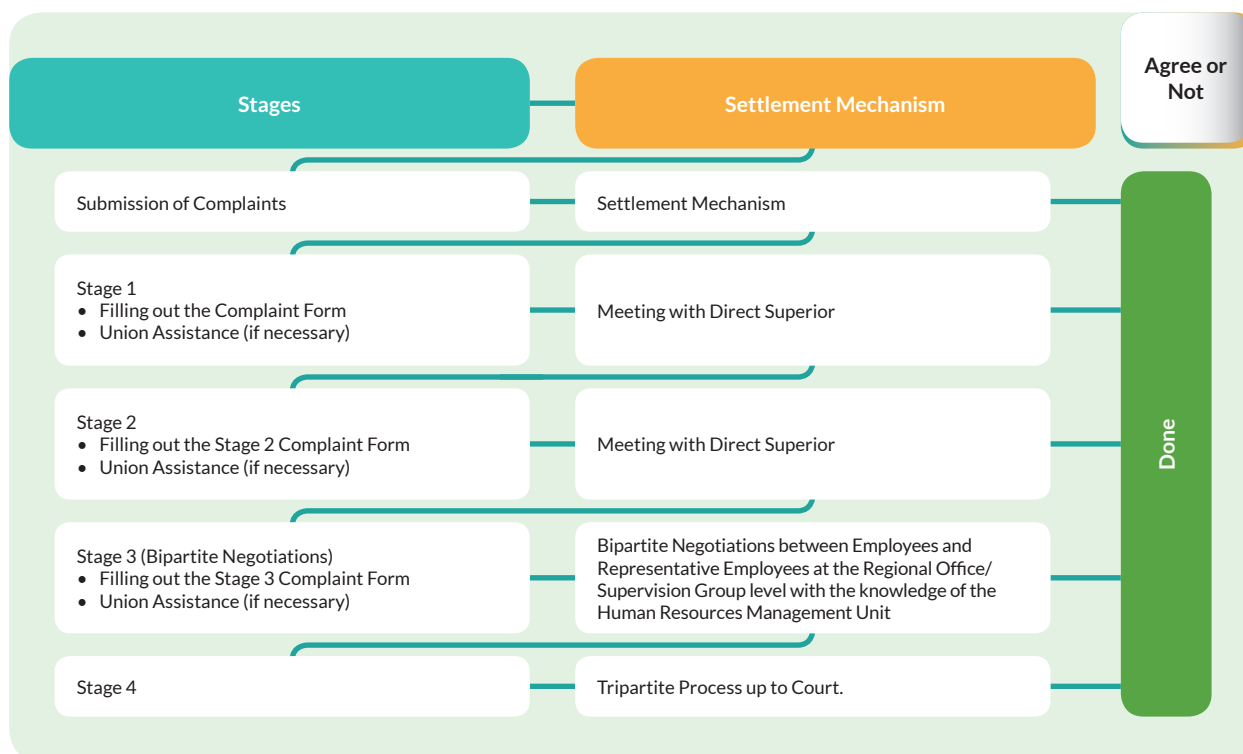 Stages
Settlement Mechanism
Agree or
Not
Submission of Complaints
Settlement Mechanism
Stage 1
• Filling out the Complaint Form
• Union Assistance (if necessary)
Meeting with Direct Superior
Stage 2
• Filling out the Stage 2 Complaint Form
• Union Assistance (if necessary)
Meeting with Direct Superior
Stage 3 (Bipartite Negotiations)
• Filling out the Stage 3 Complaint Form
• Union Assistance (if necessary)
Bipartite Negotiations between Employees and
Representative Employees at the Regional Office/
Supervision Group level with the knowledge of the
Human Resources Management Unit
Stage 4
Tripartite Process up to Court.
Done